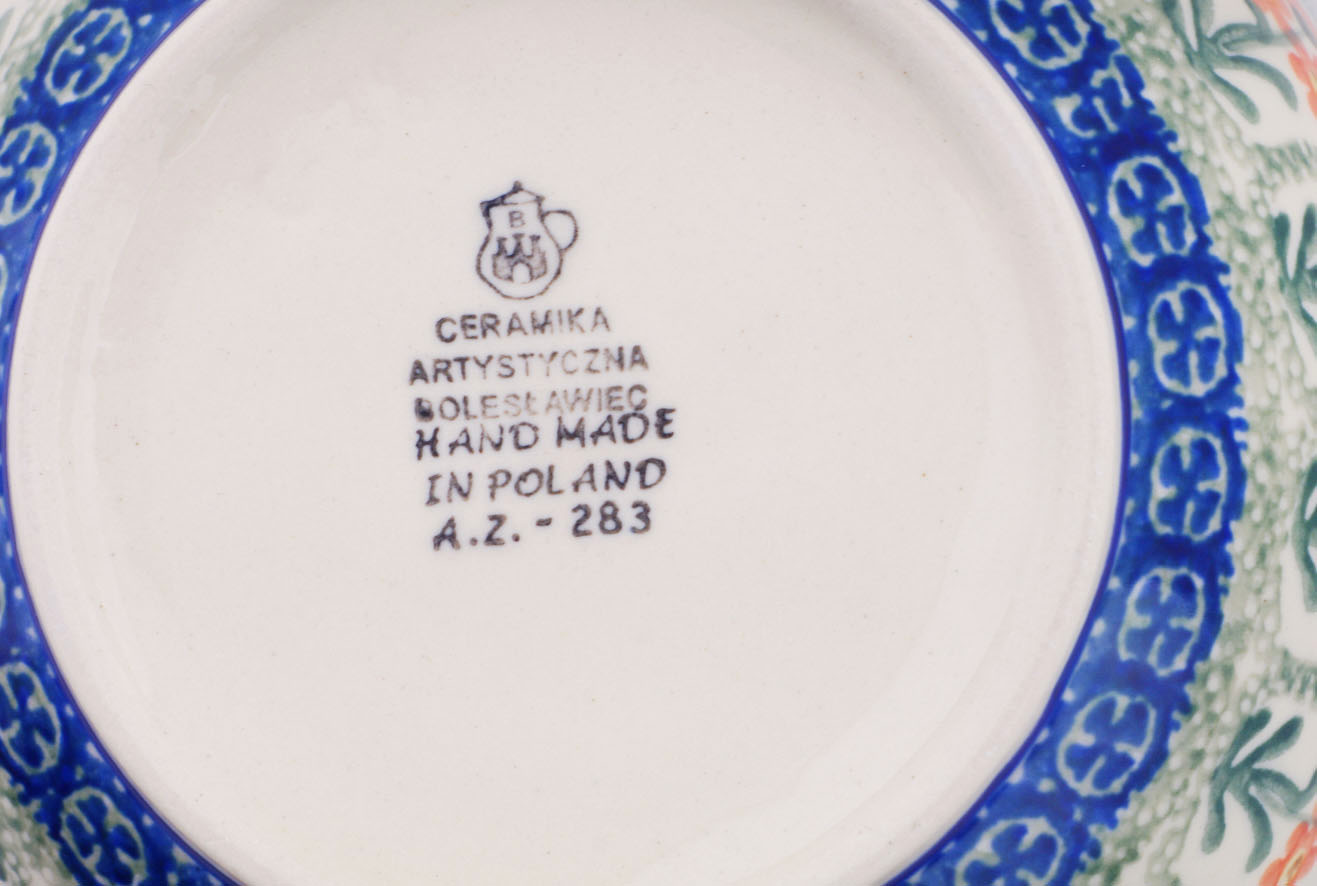 B
CERAMIKA
ARTYSTYCZNA
BOLESŁAWIEC
HAND MADE
IN POLAND
A.Z. - 283